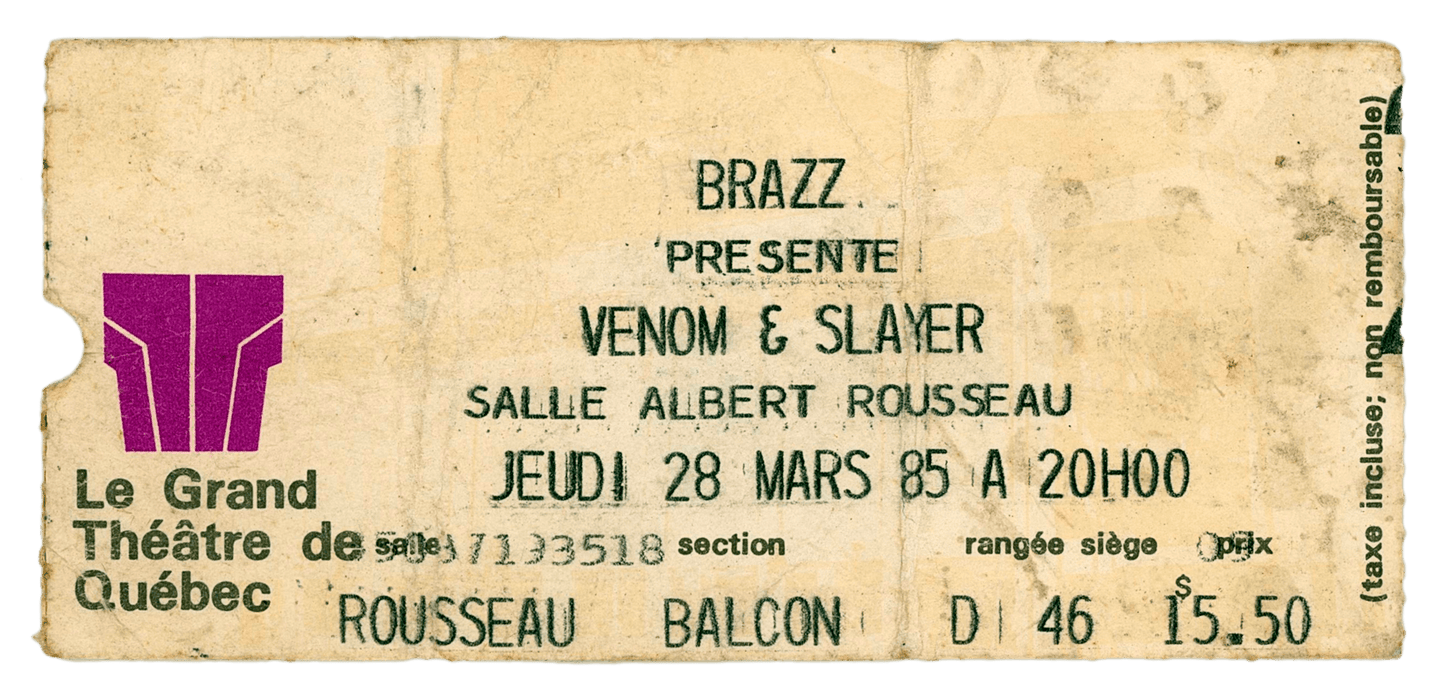 BRAZZ
PRESENTE
VENOM & SLAYER
SALLE ALBERT ROUSSEAU
JEUDI 28 MARS 85 A 20H00
Le Grand
Théâtre de
Québec
salle section rangée siège prix
ROUSSEAU BALCON D 46 $15.50
(taxe incluse; non remboursable)